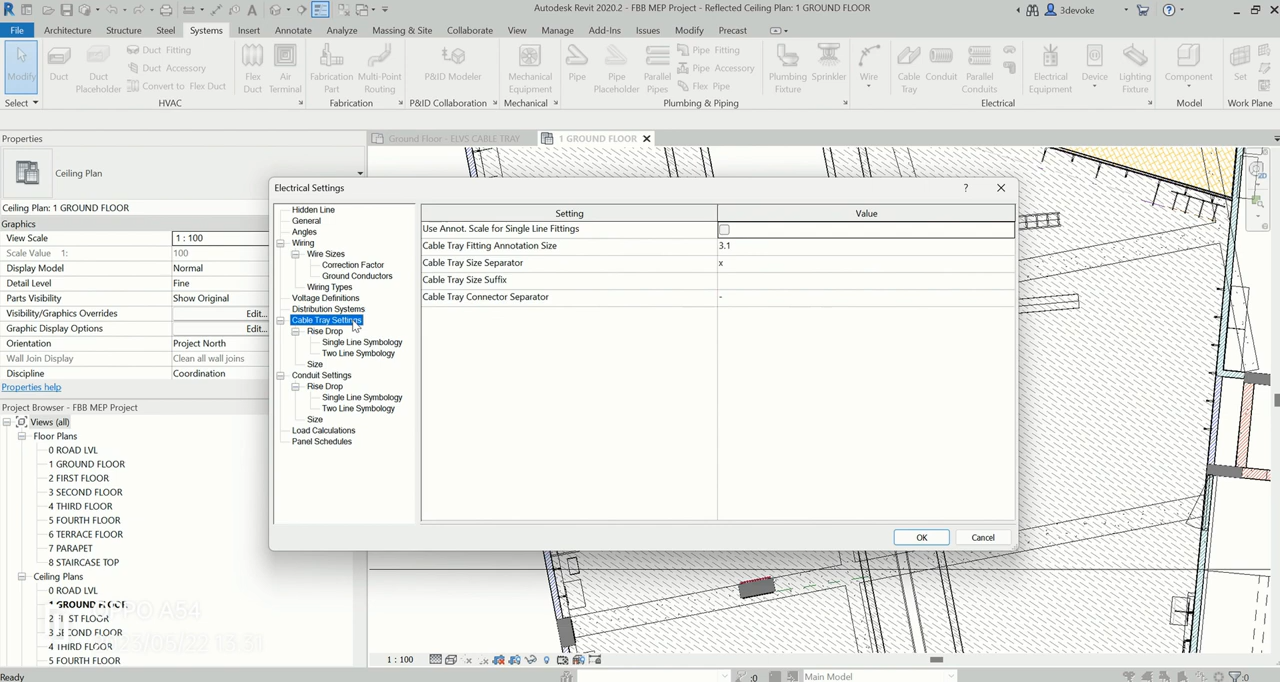 Autodesk Revit 2020.2 - FBB MEP Project - Reflected Ceiling Plan: 1 GROUND FLOOR
3devoke
File Architecture Structure Steel Systems Insert Annotate Analyze Massing & Site Collaborate View Manage Add-Ins Issues Modify Precast
Modify
Duct
Duct Placeholder
Duct Fitting
Duct Accessory
Convert to Flex Duct
Flex Duct
Air Terminal
Fabrication Part
Multi-Point Routing
P&ID Modeler
Mechanical Equipment
Pipe
Pipe Placeholder
Parallel Pipes
Pipe Fitting
Pipe Accessory
Flex Pipe
Plumbing Fixture
Sprinkler
Wire
Cable Tray
Conduit
Parallel Conduits
Electrical Equipment
Device
Lighting Fixture
Component
Set
Select HVAC Fabrication P&ID Collaboration Mechanical Plumbing & Piping Electrical Model Work Plane
Properties
Ground Floor - ELVS CABLE TRAY
1 GROUND FLOOR
Ceiling Plan
Ceiling Plan: 1 GROUND FLOOR
Graphics
View Scale 1 : 100
Scale Value 1: 100
Display Model Normal
Detail Level Fine
Parts Visibility Show Original
Visibility/Graphics Overrides Edit...
Graphic Display Options Edit...
Orientation Project North
Wall Join Display Clean all wall joins
Discipline Coordination
Properties help
Project Browser - FBB MEP Project
Views (all)
Floor Plans
0 ROAD LVL
1 GROUND FLOOR
2 FIRST FLOOR
3 SECOND FLOOR
4 THIRD FLOOR
5 FOURTH FLOOR
6 TERRACE FLOOR
7 PARAPET
8 STAIRCASE TOP
Ceiling Plans
0 ROAD LVL
1 GROUND FLOOR
2 FIRST FLOOR
3 SECOND FLOOR
4 THIRD FLOOR
5 FOURTH FLOOR
Electrical Settings
Hidden Line
General
Angles
Wiring
Wire Sizes
Correction Factor
Ground Conductors
Wiring Types
Voltage Definitions
Distribution Systems
Cable Tray Settings
Rise Drop
Single Line Symbology
Two Line Symbology
Size
Conduit Settings
Rise Drop
Single Line Symbology
Two Line Symbology
Size
Load Calculations
Panel Schedules
Setting Value
Use Annot. Scale for Single Line Fittings
Cable Tray Fitting Annotation Size 3.1
Cable Tray Size Separator x
Cable Tray Size Suffix
Cable Tray Connector Separator -
OK Cancel
1 : 100
Ready
:0
Main Model
:0